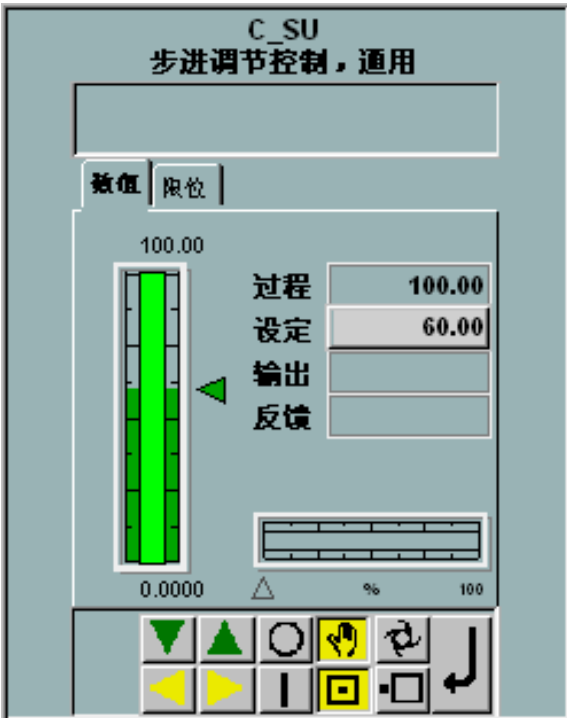 C_SU
步进调节控制，通用
数值 限位
100.00
过程 100.00
设定 60.00
输出
反馈
0.0000
% 100